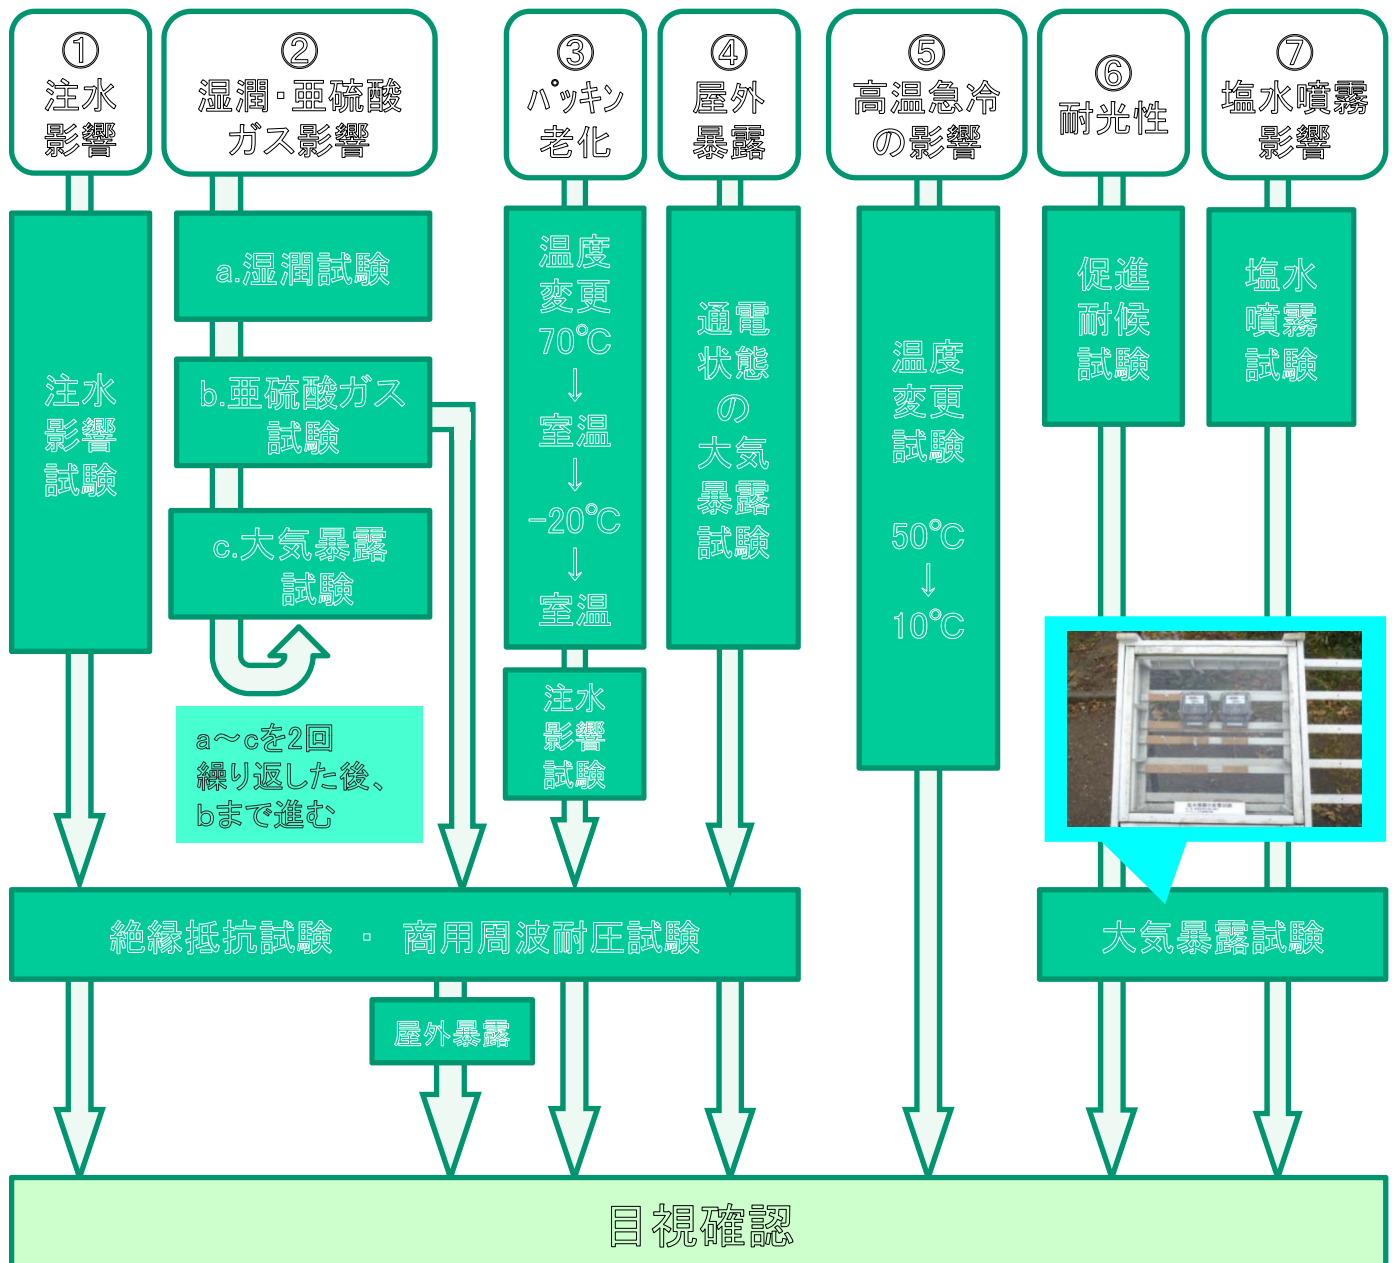 ①
注水
影響
②
湿潤・亜硫酸
ガス影響
③
ﾊﾟｯｷﾝ
老化
④
屋外
暴露
⑤
高温急冷
の影響
⑥
耐光性
⑦
塩水噴霧
影響
注水
影響
試験
a.湿潤試験
b.亜硫酸ガス
試験
c.大気暴露
試験
a～cを2回
繰り返した後、
bまで進む
温度
変更
70℃
↓
室温
↓
-20℃
↓
室温
注水
影響
試験
通電
状態
の
大気
暴露
試験
温度
変更
試験
50℃
↓
10℃
促進
耐候
試験
塩水
噴霧
試験
絶縁抵抗試験 ・ 商用周波耐圧試験
大気暴露試験
屋外暴露
目視確認